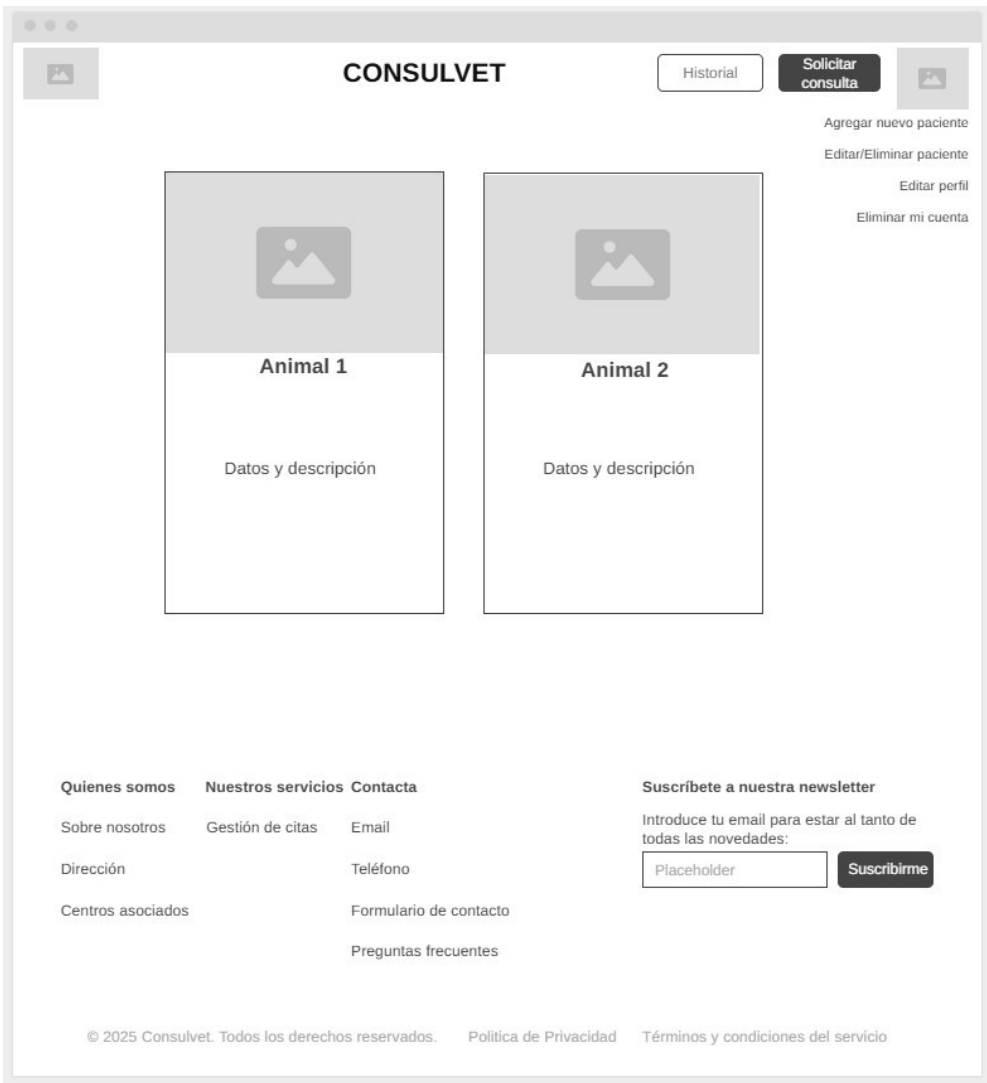 CONSULVET
Historial
Solicitar
consulta
Agregar nuevo paciente
Editar/Eliminar paciente
Editar perfil
Eliminar mi cuenta
Animal 1
Datos y descripción
Animal 2
Datos y descripción
Quienes somos
Sobre nosotros
Dirección
Centros asociados
Nuestros servicios
Gestión de citas
Contacta
Email
Teléfono
Formulario de contacto
Preguntas frecuentes
Suscríbete a nuestra newsletter
Introduce tu email para estar al tanto de
todas las novedades:
Placeholder
Suscribirme
© 2025 Consulvet. Todos los derechos reservados.
Politica de Privacidad
Términos y condiciones del servicio